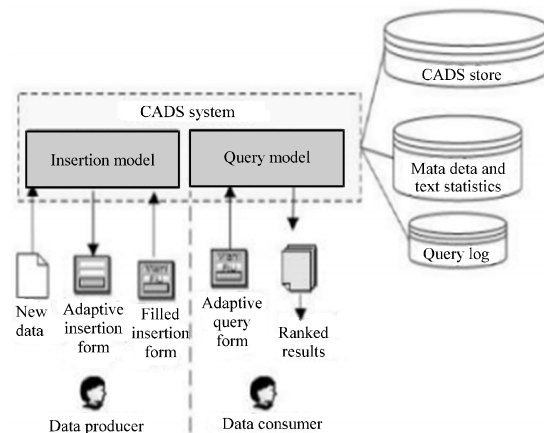 CADS store
CADS system
Insertion model
Query model
Mata deta and
text statistics
Query log
New
data
Adaptive
insertion
form
Filled
insertion
form
Adaptive
query
form
Ranked
results
Data producer
Data consumer